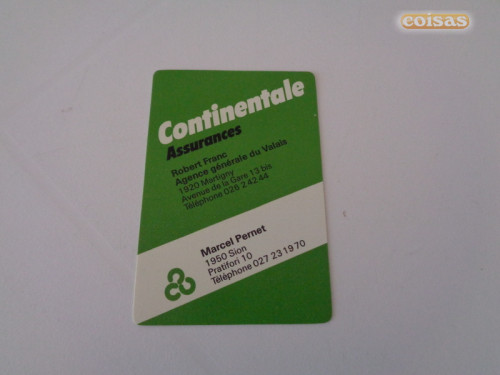 coisas
Continentale
Assurances
Robert Franc
Agence générale du Valais
1920 Martigny
Avenue de la Gare 13 bis
Téléphone 026 2 42 44
Marcel Pernet
1950 Sion
Pratifori 10
Téléphone 027 23 19 70